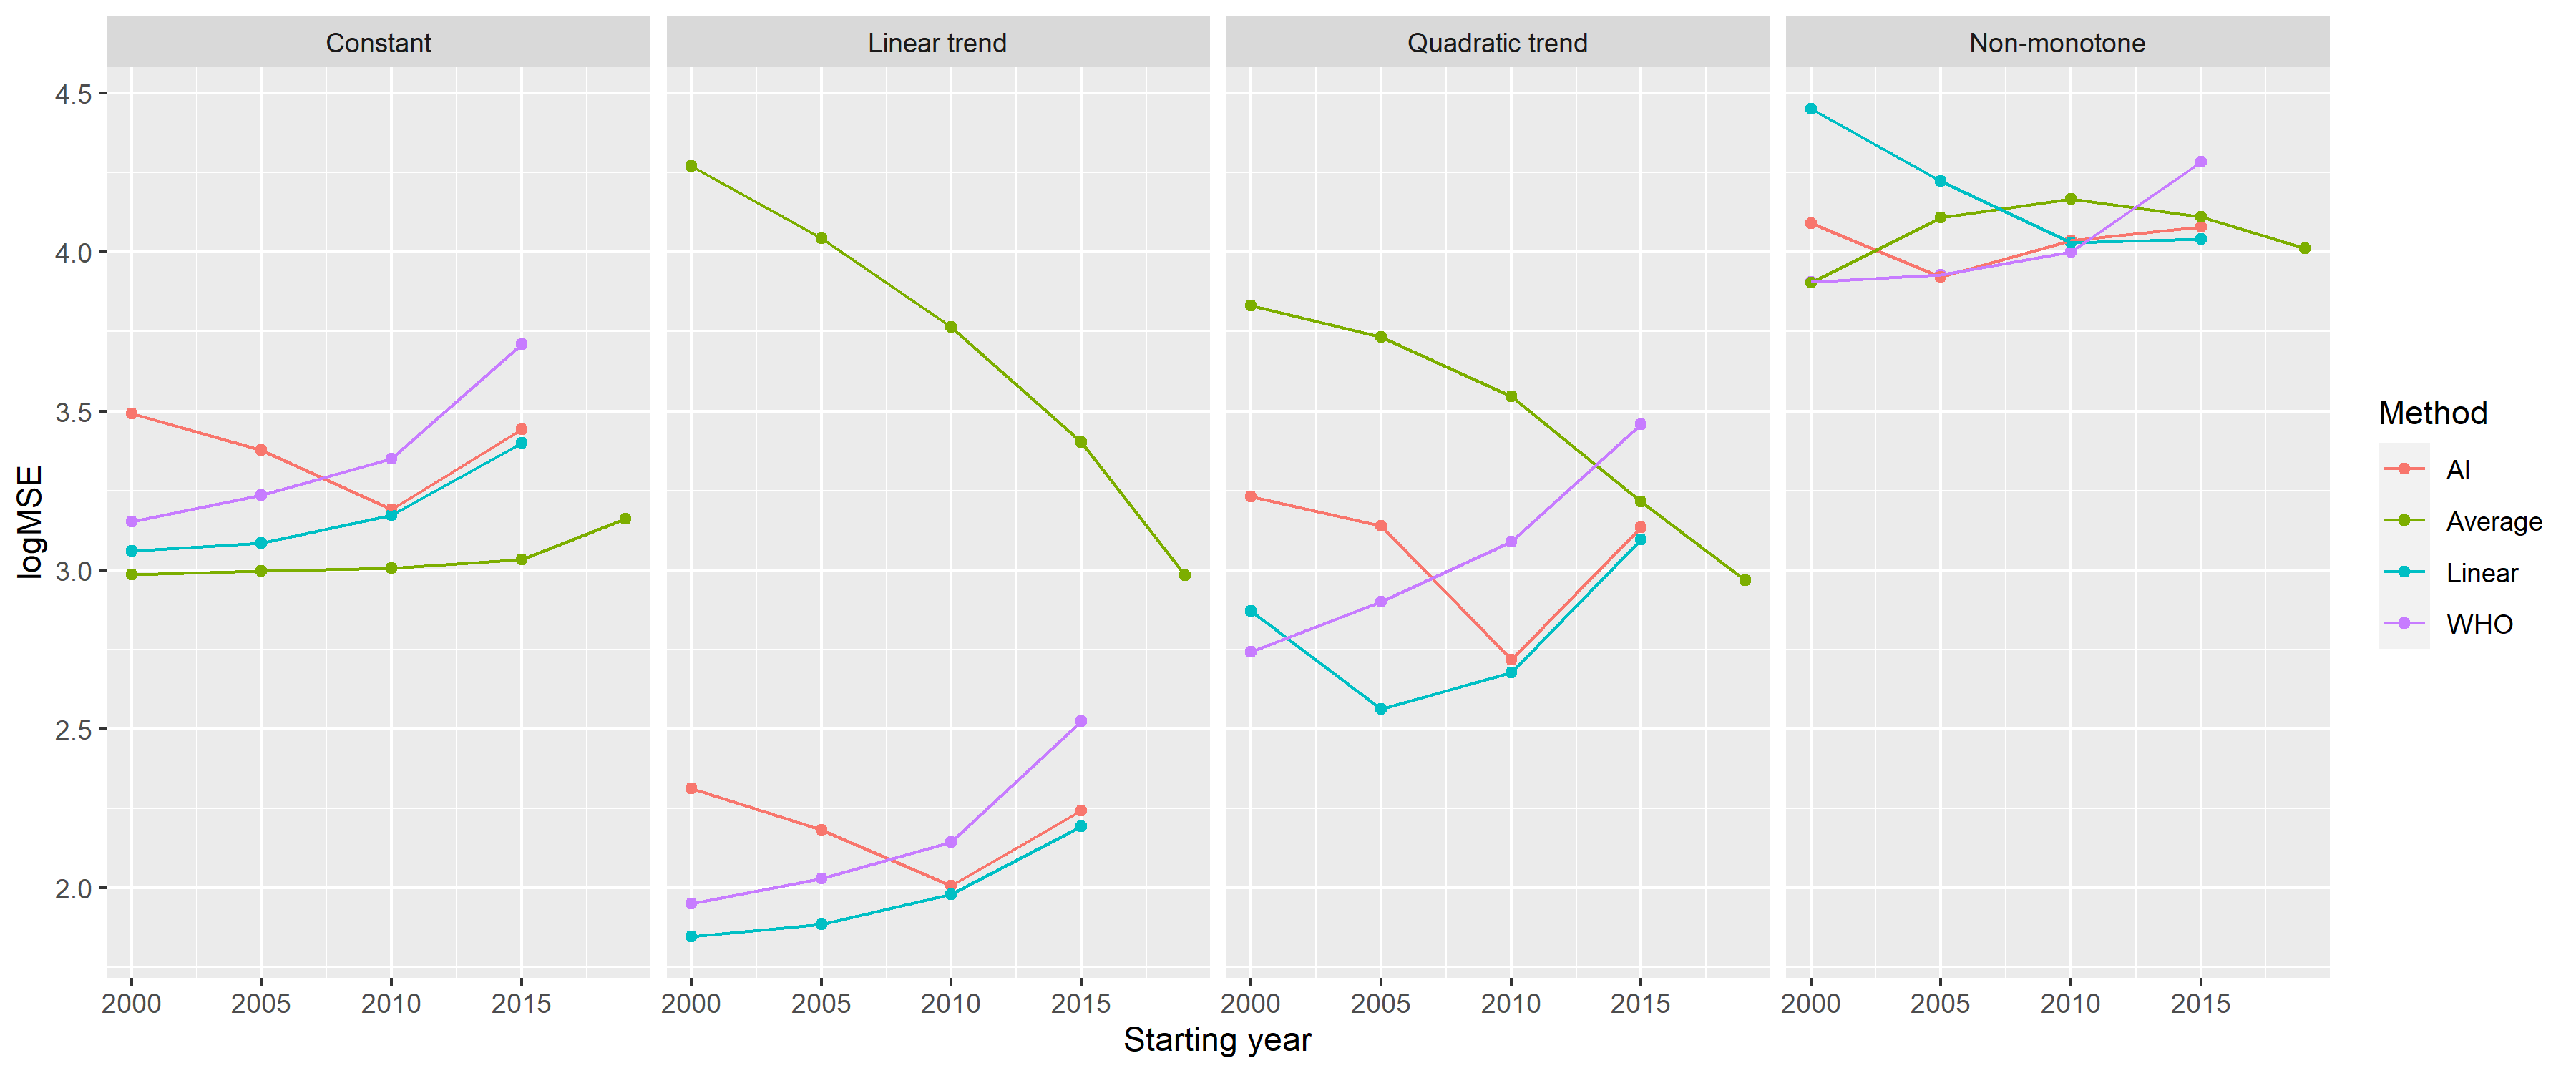 Constant
Linear trend
Quadratic trend
Non-monotone
4.5
4.0
3.5
3.0
2.5
2.0
logMSE
2000 2005 2010 2015
2000 2005 2010 2015
2000 2005 2010 2015
2000 2005 2010 2015
Starting year
Method
AI
Average
Linear
WHO